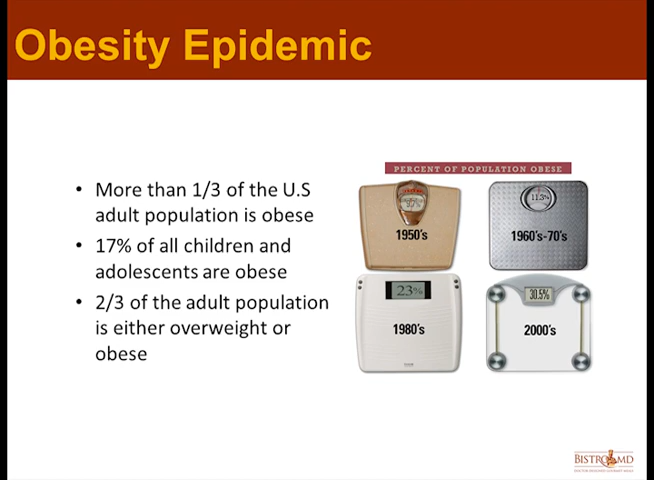 Obesity Epidemic
• More than 1/3 of the U.S
adult population is obese
• 17% of all children and
adolescents are obese
• 2/3 of the adult population
is either overweight or
obese
PERCENT OF POPULATION OBESE
1950's
11.3%
1960's-70's
23%
1980's
30.5%
2000's
BISTRO MD